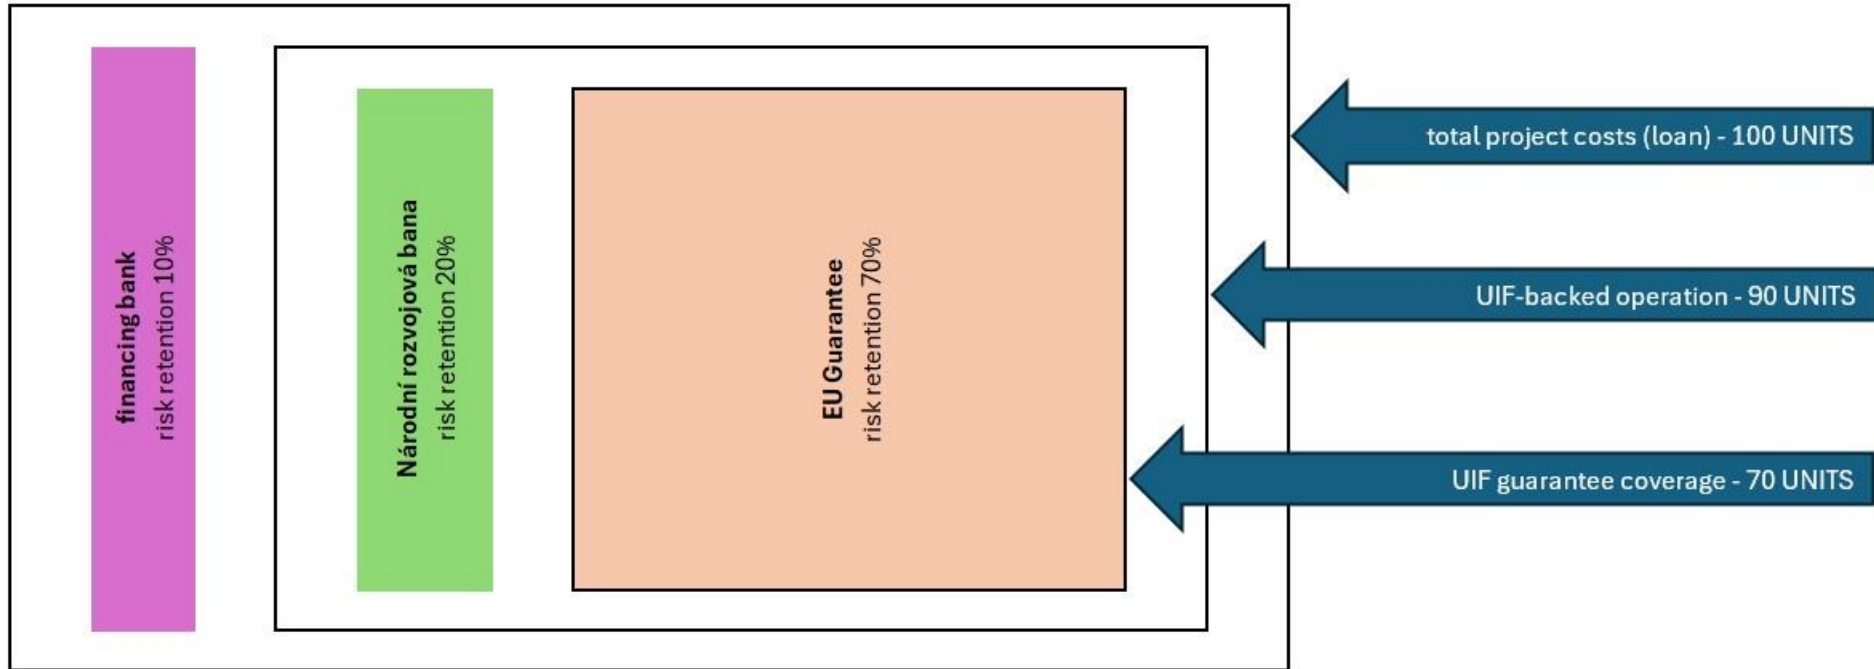 financing bank
risk retention 10%
Národní rozvojová bana
risk retention 20%
EU Guarantee
risk retention 70%
total project costs (loan) - 100 UNITS
UIF-backed operation - 90 UNITS
UIF guarantee coverage - 70 UNITS